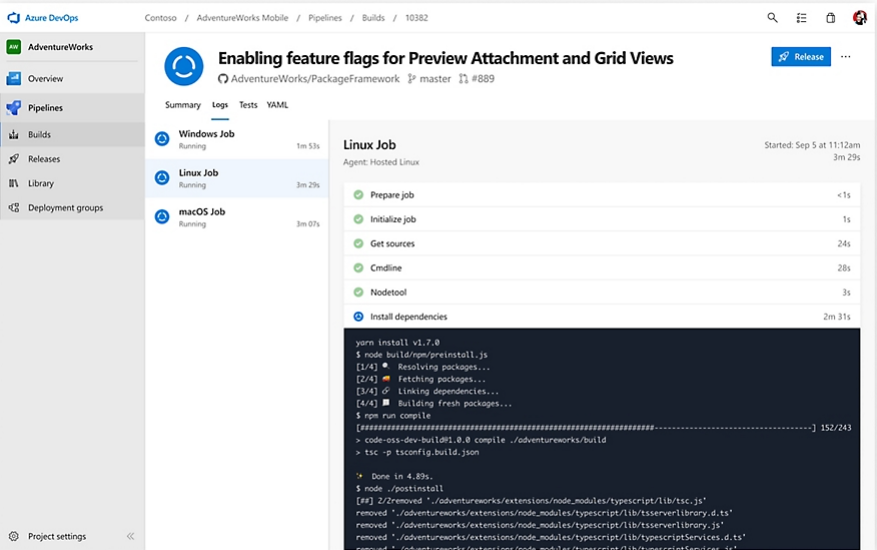 Azure DevOps
Contoso / AdventureWorks Mobile / Pipelines / Builds / 10382
AW AdventureWorks
Overview
Pipelines
Builds
Releases
Library
Deployment groups
Project settings
Enabling feature flags for Preview Attachment and Grid Views
Release
AdventureWorks/PackageFramework master #889
Summary Logs Tests YAML
Windows Job
Running 1m 53s
Linux Job
Running 3m 29s
macOS Job
Running 3m 07s
Linux Job
Started: Sep 5 at 11:12am
Agent: Hosted Linux
3m 29s
Prepare job <1s
Initialize job 1s
Get sources 24s
Cmdline 28s
Nodetool 3s
Install dependencies 2m 31s
yarn install v1.7.0
$ node build/npm/preinstall.js
[1/4] 🔍 Resolving packages...
[2/4] 🚚 Fetching packages...
[3/4] 🔗 Linking dependencies...
[4/4] 📃 Building fresh packages...
$ npm run compile
[################################################################-----------------------------------] 152/243
> code-oss-dev-build@1.0.0 compile ./adventureworks/build
> tsc -p tsconfig.build.json
✨ Done in 4.89s.
$ node ./postinstall
[##] 2/2removed './adventureworks/extensions/node_modules/typescript/lib/tsc.js'
removed './adventureworks/extensions/node_modules/typescript/lib/tsserverlibrary.d.ts'
removed './adventureworks/extensions/node_modules/typescript/lib/tsserverlibrary.js'
removed './adventureworks/extensions/node_modules/typescript/lib/typescriptServices.d.ts'
removed './adventureworks/extensions/node_modules/typescript/lib/typescriptServices.js'